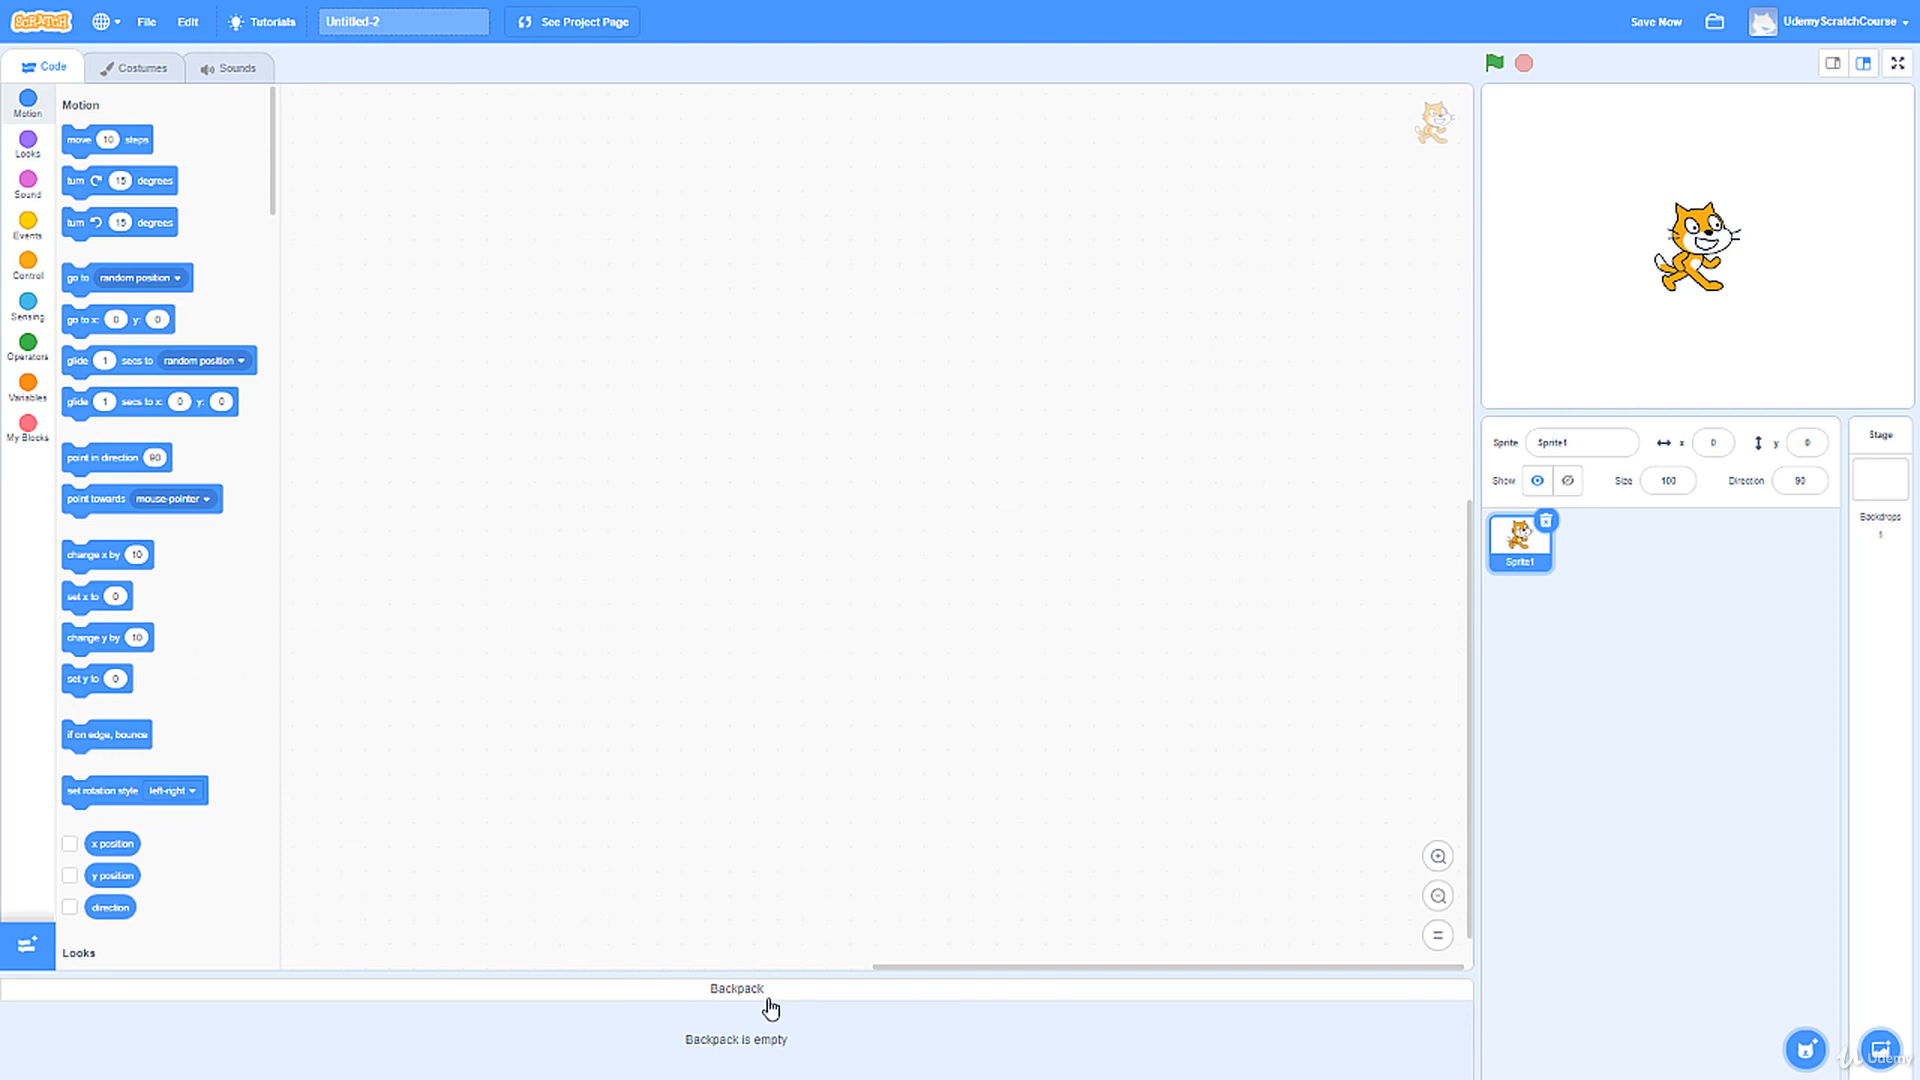 SCRATCH File Edit Tutorials Untitled-2 See Project Page Save Now UdemyScratchCourse
Code Costumes Sounds
Motion
Looks
Sound
Events
Control
Sensing
Operators
Variables
My Blocks
Motion
move 10 steps
turn 15 degrees
turn 15 degrees
go to random position
go to x: 0 y: 0
glide 1 secs to random position
glide 1 secs to x: 0 y: 0
point in direction 90
point towards mouse-pointer
change x by 10
set x to 0
change y by 10
set y to 0
if on edge, bounce
set rotation style left-right
x position
y position
direction
Looks
Backpack
Backpack is empty
Sprite Sprite1 x 0 y 0
Show Size 100 Direction 90
Sprite1
Stage
Backdrops
1
Udemy